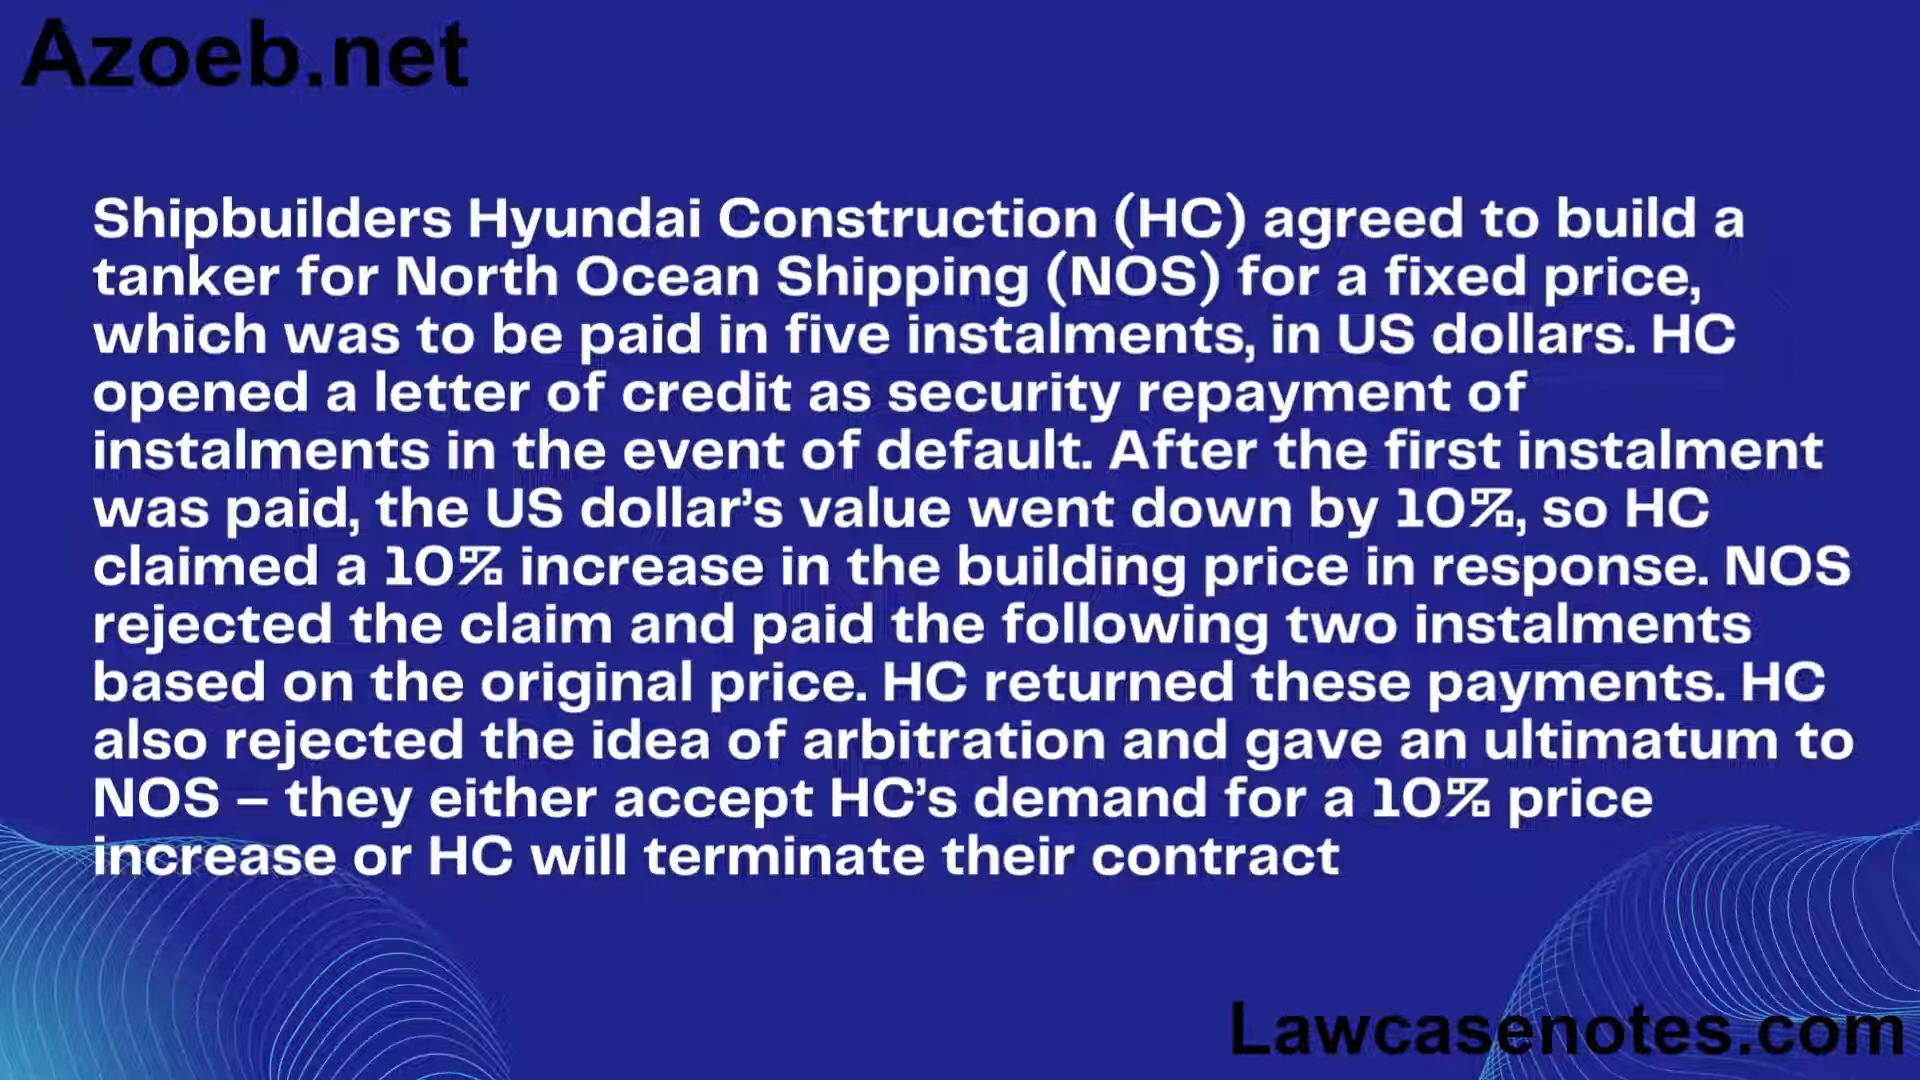 Azoeb.net
Shipbuilders Hyundai Construction (HC) agreed to build a
tanker for North Ocean Shipping (NOS) for a fixed price,
which was to be paid in five instalments, in US dollars. HC
opened a letter of credit as security repayment of
instalments in the event of default. After the first instalment
was paid, the US dollar’s value went down by 10%, so HC
claimed a 10% increase in the building price in response. NOS
rejected the claim and paid the following two instalments
based on the original price. HC returned these payments. HC
also rejected the idea of arbitration and gave an ultimatum to
NOS – they either accept HC’s demand for a 10% price
increase or HC will terminate their contract
Lawcasenotes.com